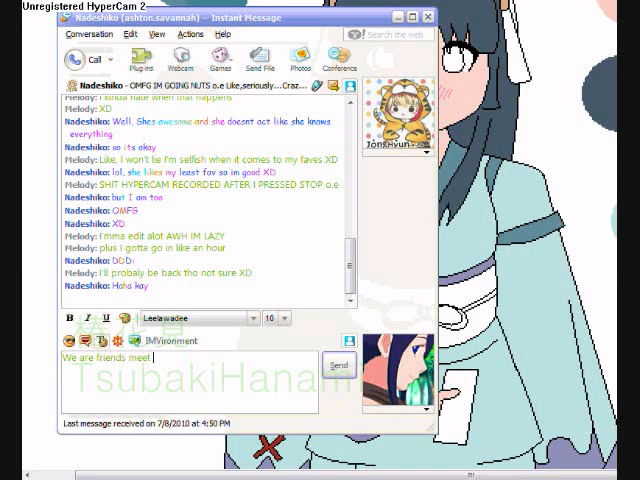 Unregistered HyperCam 2
Nadeshiko (ashton.savannah) -- Instant Message
Conversation Edit View Actions Help
Search the web
Call Plug-ins Webcam Games Send File Photos Conference
Nadeshiko - OMFG IM GOING NUTS o.e Like,seriously...Craz...
Melody: I kinda hate when that happens
Melody: XD
Nadeshiko: Well, Shes awesome and she doesnt act like she knows
everything
Nadeshiko: so its okay
Melody: Like, I won't lie I'm selfish when it comes to my faves XD
Nadeshiko: lol, she likes my least fav so im good XD
Melody: SHIT HYPERCAM RECORDED AFTER I PRESSED STOP o.e
Nadeshiko: but I am too
Nadeshiko: OMFG
Nadeshiko: XD
Melody: I'mma edit alot AWH IM LAZY
Melody: plus I gotta go in like an hour
Nadeshiko: DDD:
Melody: I'll probaly be back tho not sure XD
Nadeshiko: Haha kay
JongHyun
B I U Leelawadee 10
IMVironment
We are friends meet
Send
TsubakiHanami
Last message received on 7/8/2010 at 4:50 PM